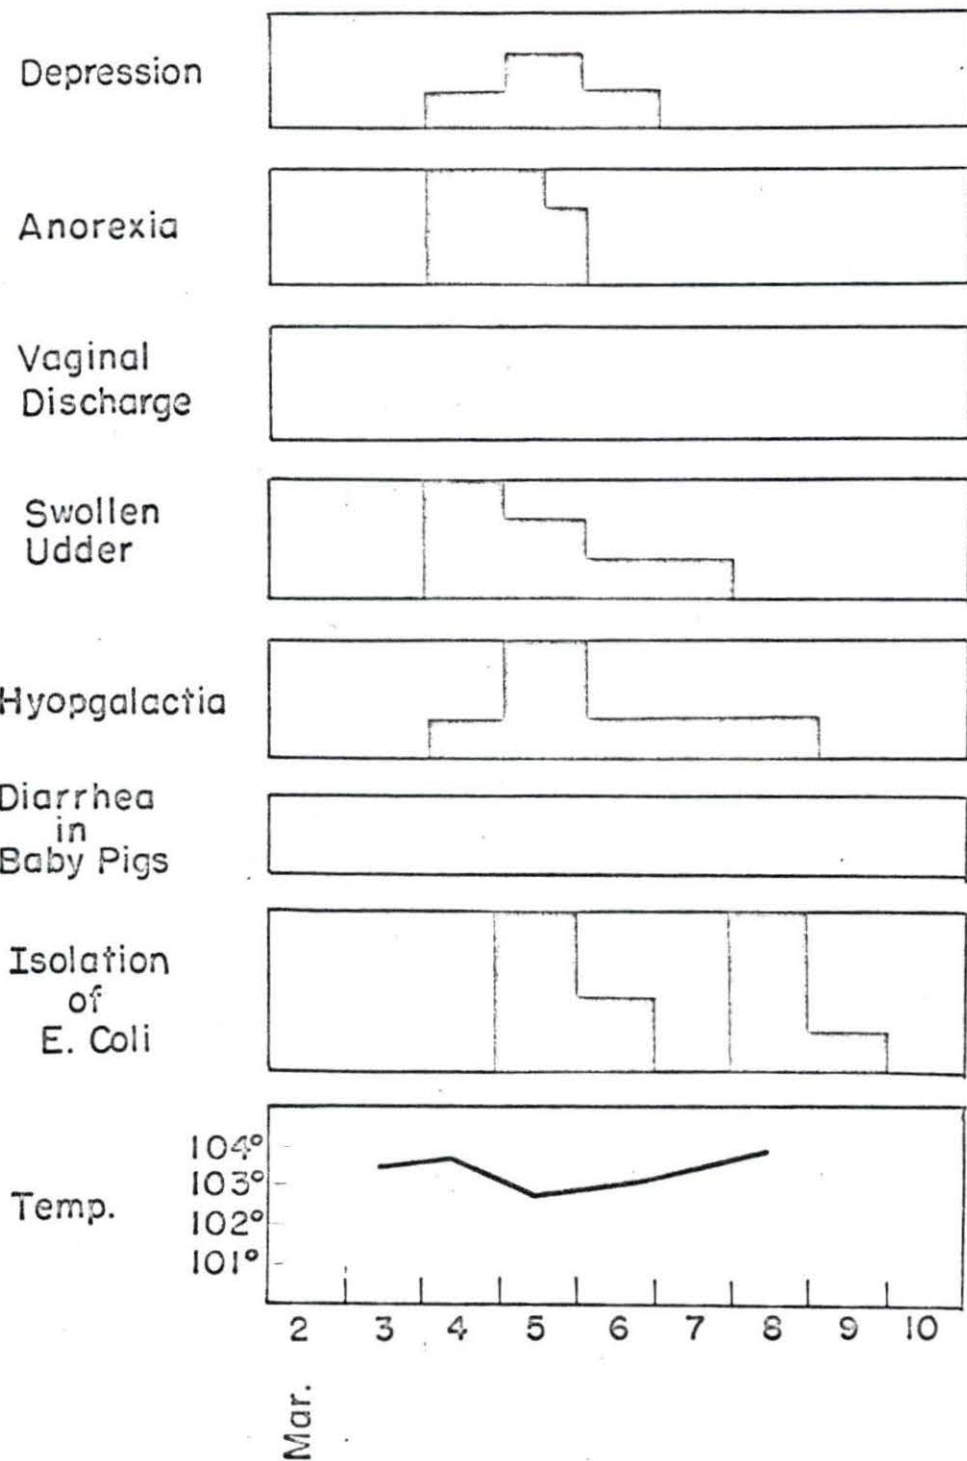 Depression
Anorexia
Vaginal
Discharge
Swollen
Udder
Hyopgalactia
Diarrhea
in
Baby Pigs
Isolation
of
E. Coli
Temp.
104°
103°
102°
101°
2 3 4 5 6 7 8 9 10
Mar.